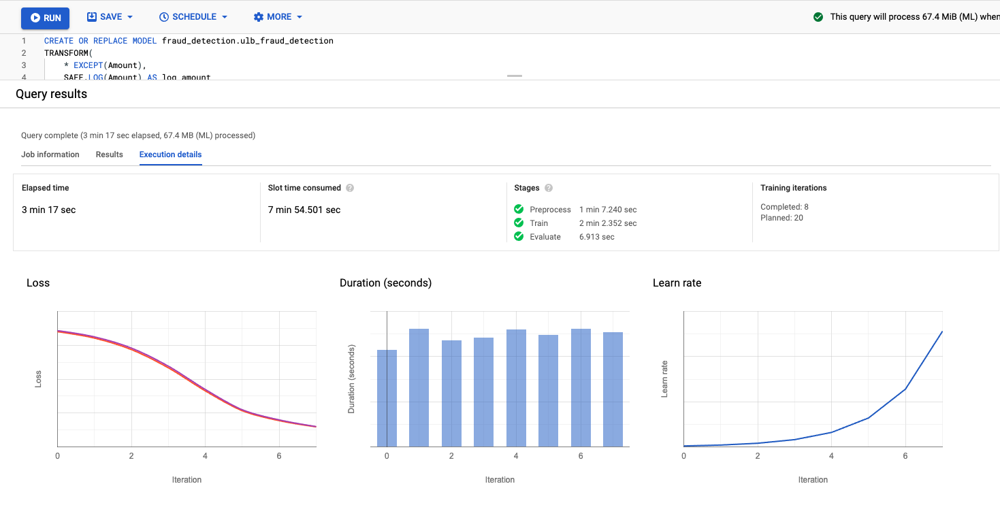 RUN SAVE SCHEDULE MORE This query will process 67.4 MiB (ML) when
1 CREATE OR REPLACE MODEL fraud_detection.ulb_fraud_detection
2 TRANSFORM(
3 * EXCEPT(Amount),
4 SAFE.LOG(Amount) AS log_amount
Query results
Query complete (3 min 17 sec elapsed, 67.4 MB (ML) processed)
Job information Results Execution details
Elapsed time
3 min 17 sec
Slot time consumed ?
7 min 54.501 sec
Stages ?
Preprocess 1 min 7.240 sec
Train 2 min 2.352 sec
Evaluate 6.913 sec
Training iterations
Completed: 8
Planned: 20
Loss
Loss
0 2 4 6
Iteration
Duration (seconds)
Duration (seconds)
0 2 4 6
Iteration
Learn rate
Learn rate
0 2 4 6
Iteration